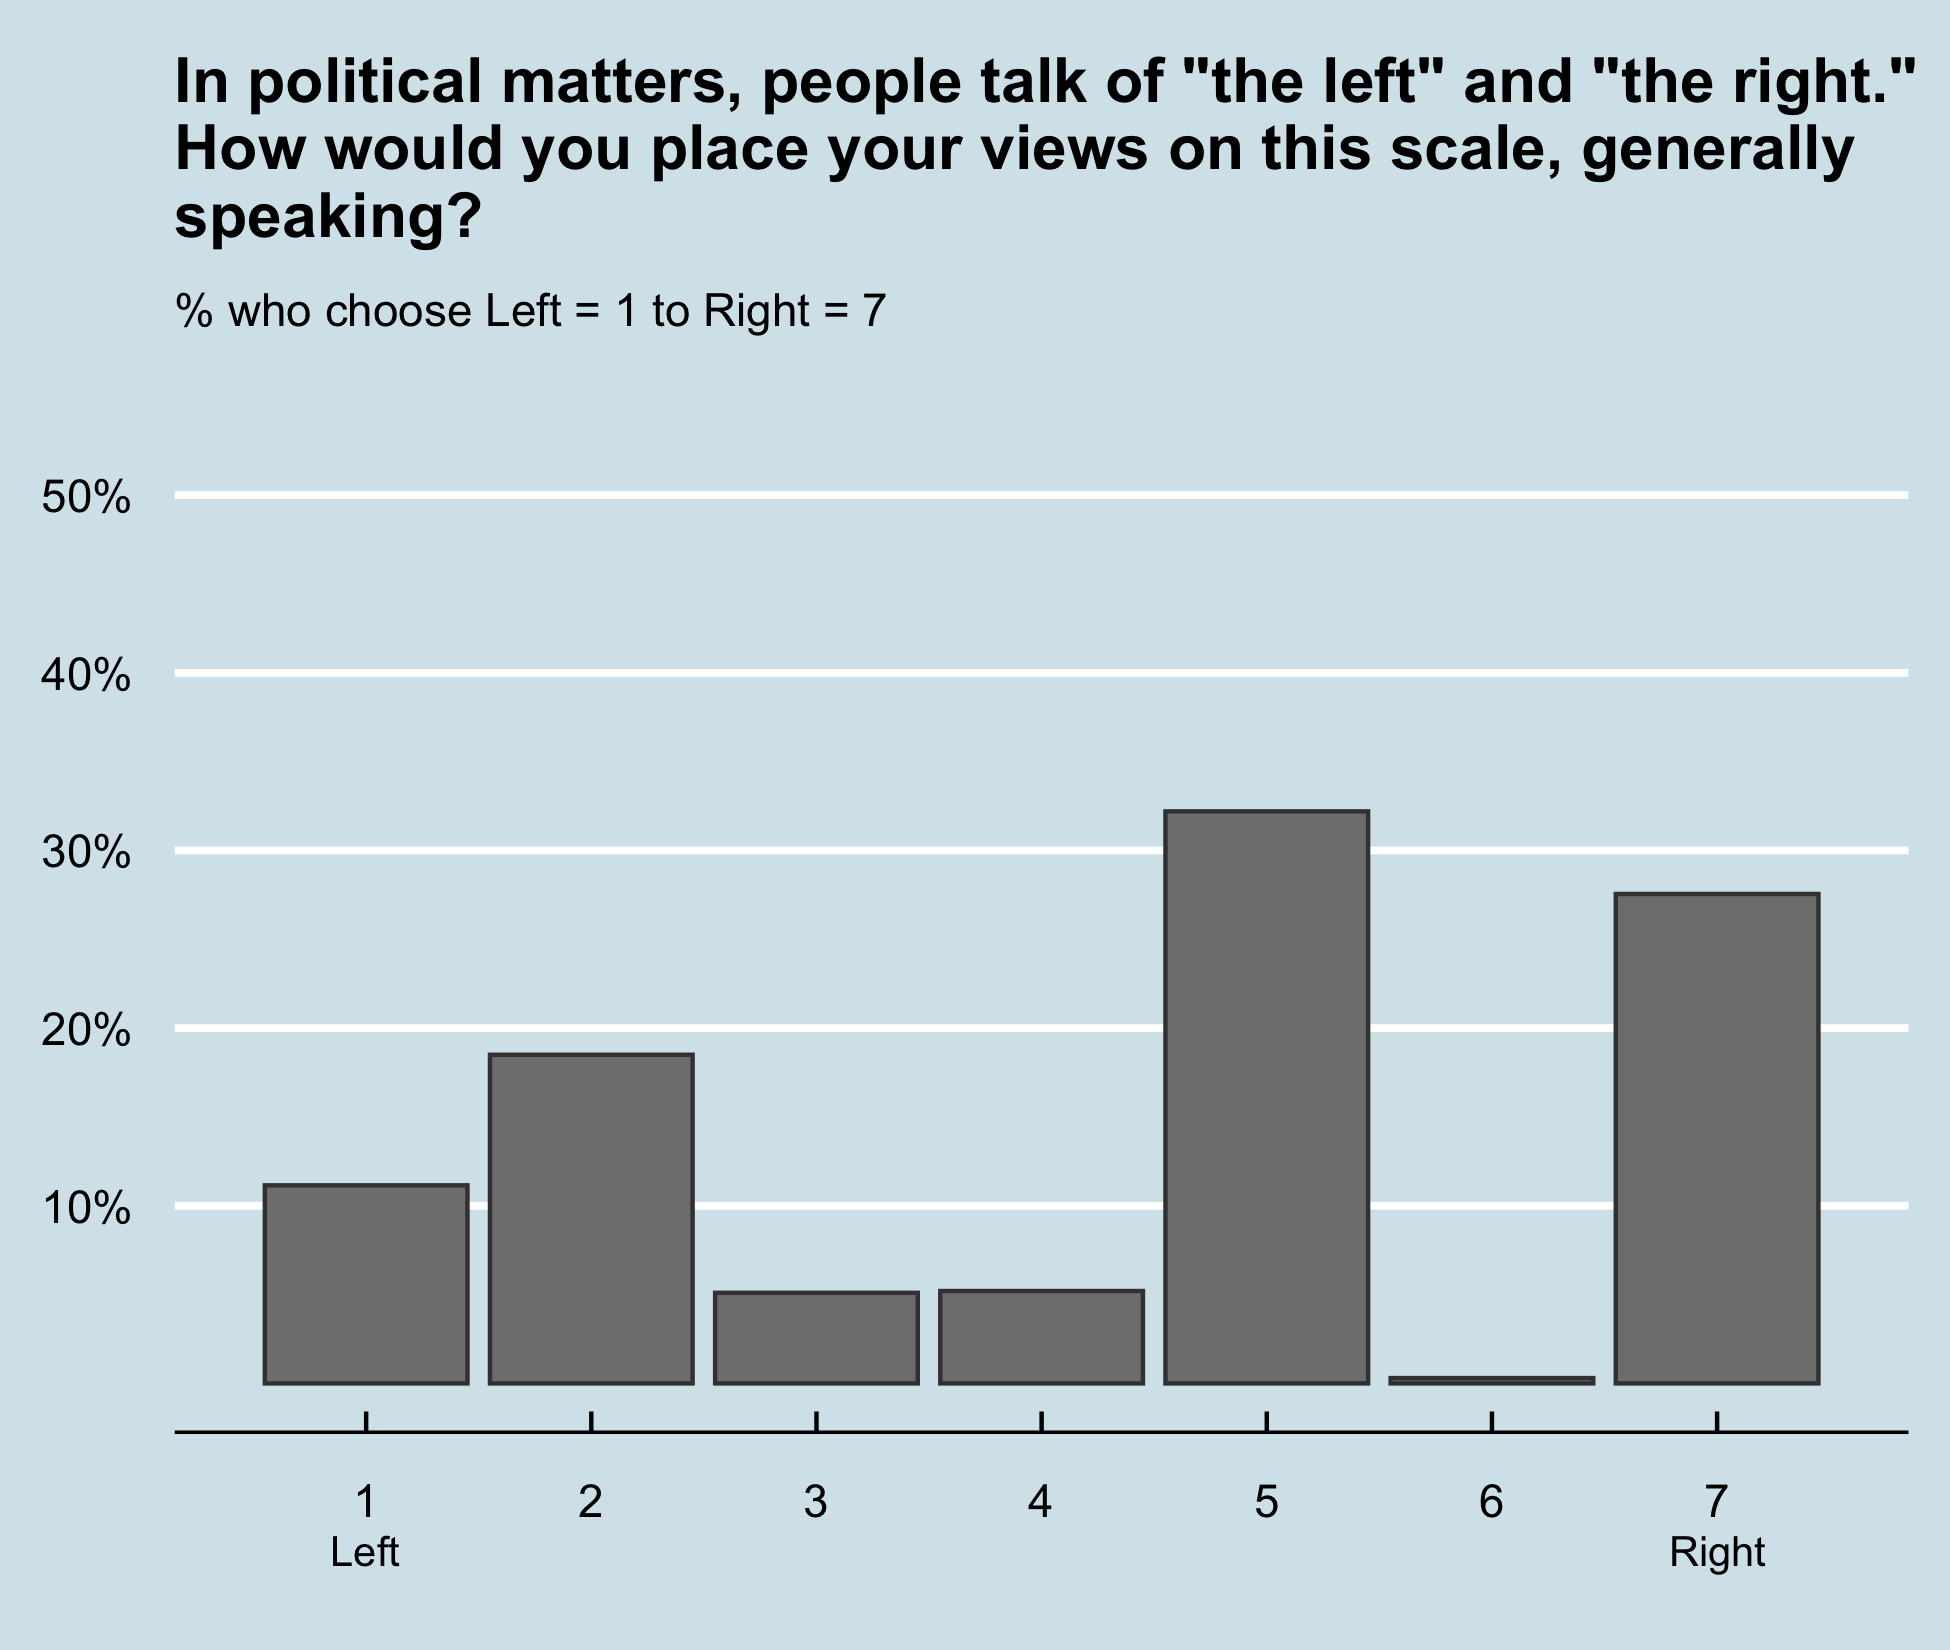 In political matters, people talk of "the left" and "the right."
How would you place your views on this scale, generally
speaking?
% who choose Left = 1 to Right = 7
50%
40%
30%
20%
10%
1 2 3 4 5 6 7
Left Right